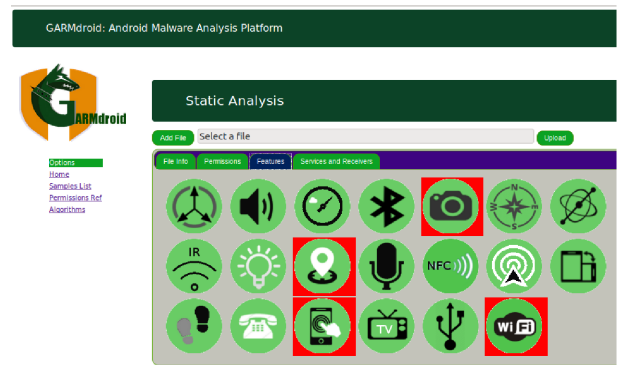 GARMdroid: Android Malware Analysis Platform
GARMdroid
Static Analysis
Add File Select a file Upload
File Info Permissions Features Services and Receivers
Options
Home
Samples List
Permissions Ref
Algorithms
N
W E
S
IR
NFC
TV
WiFi